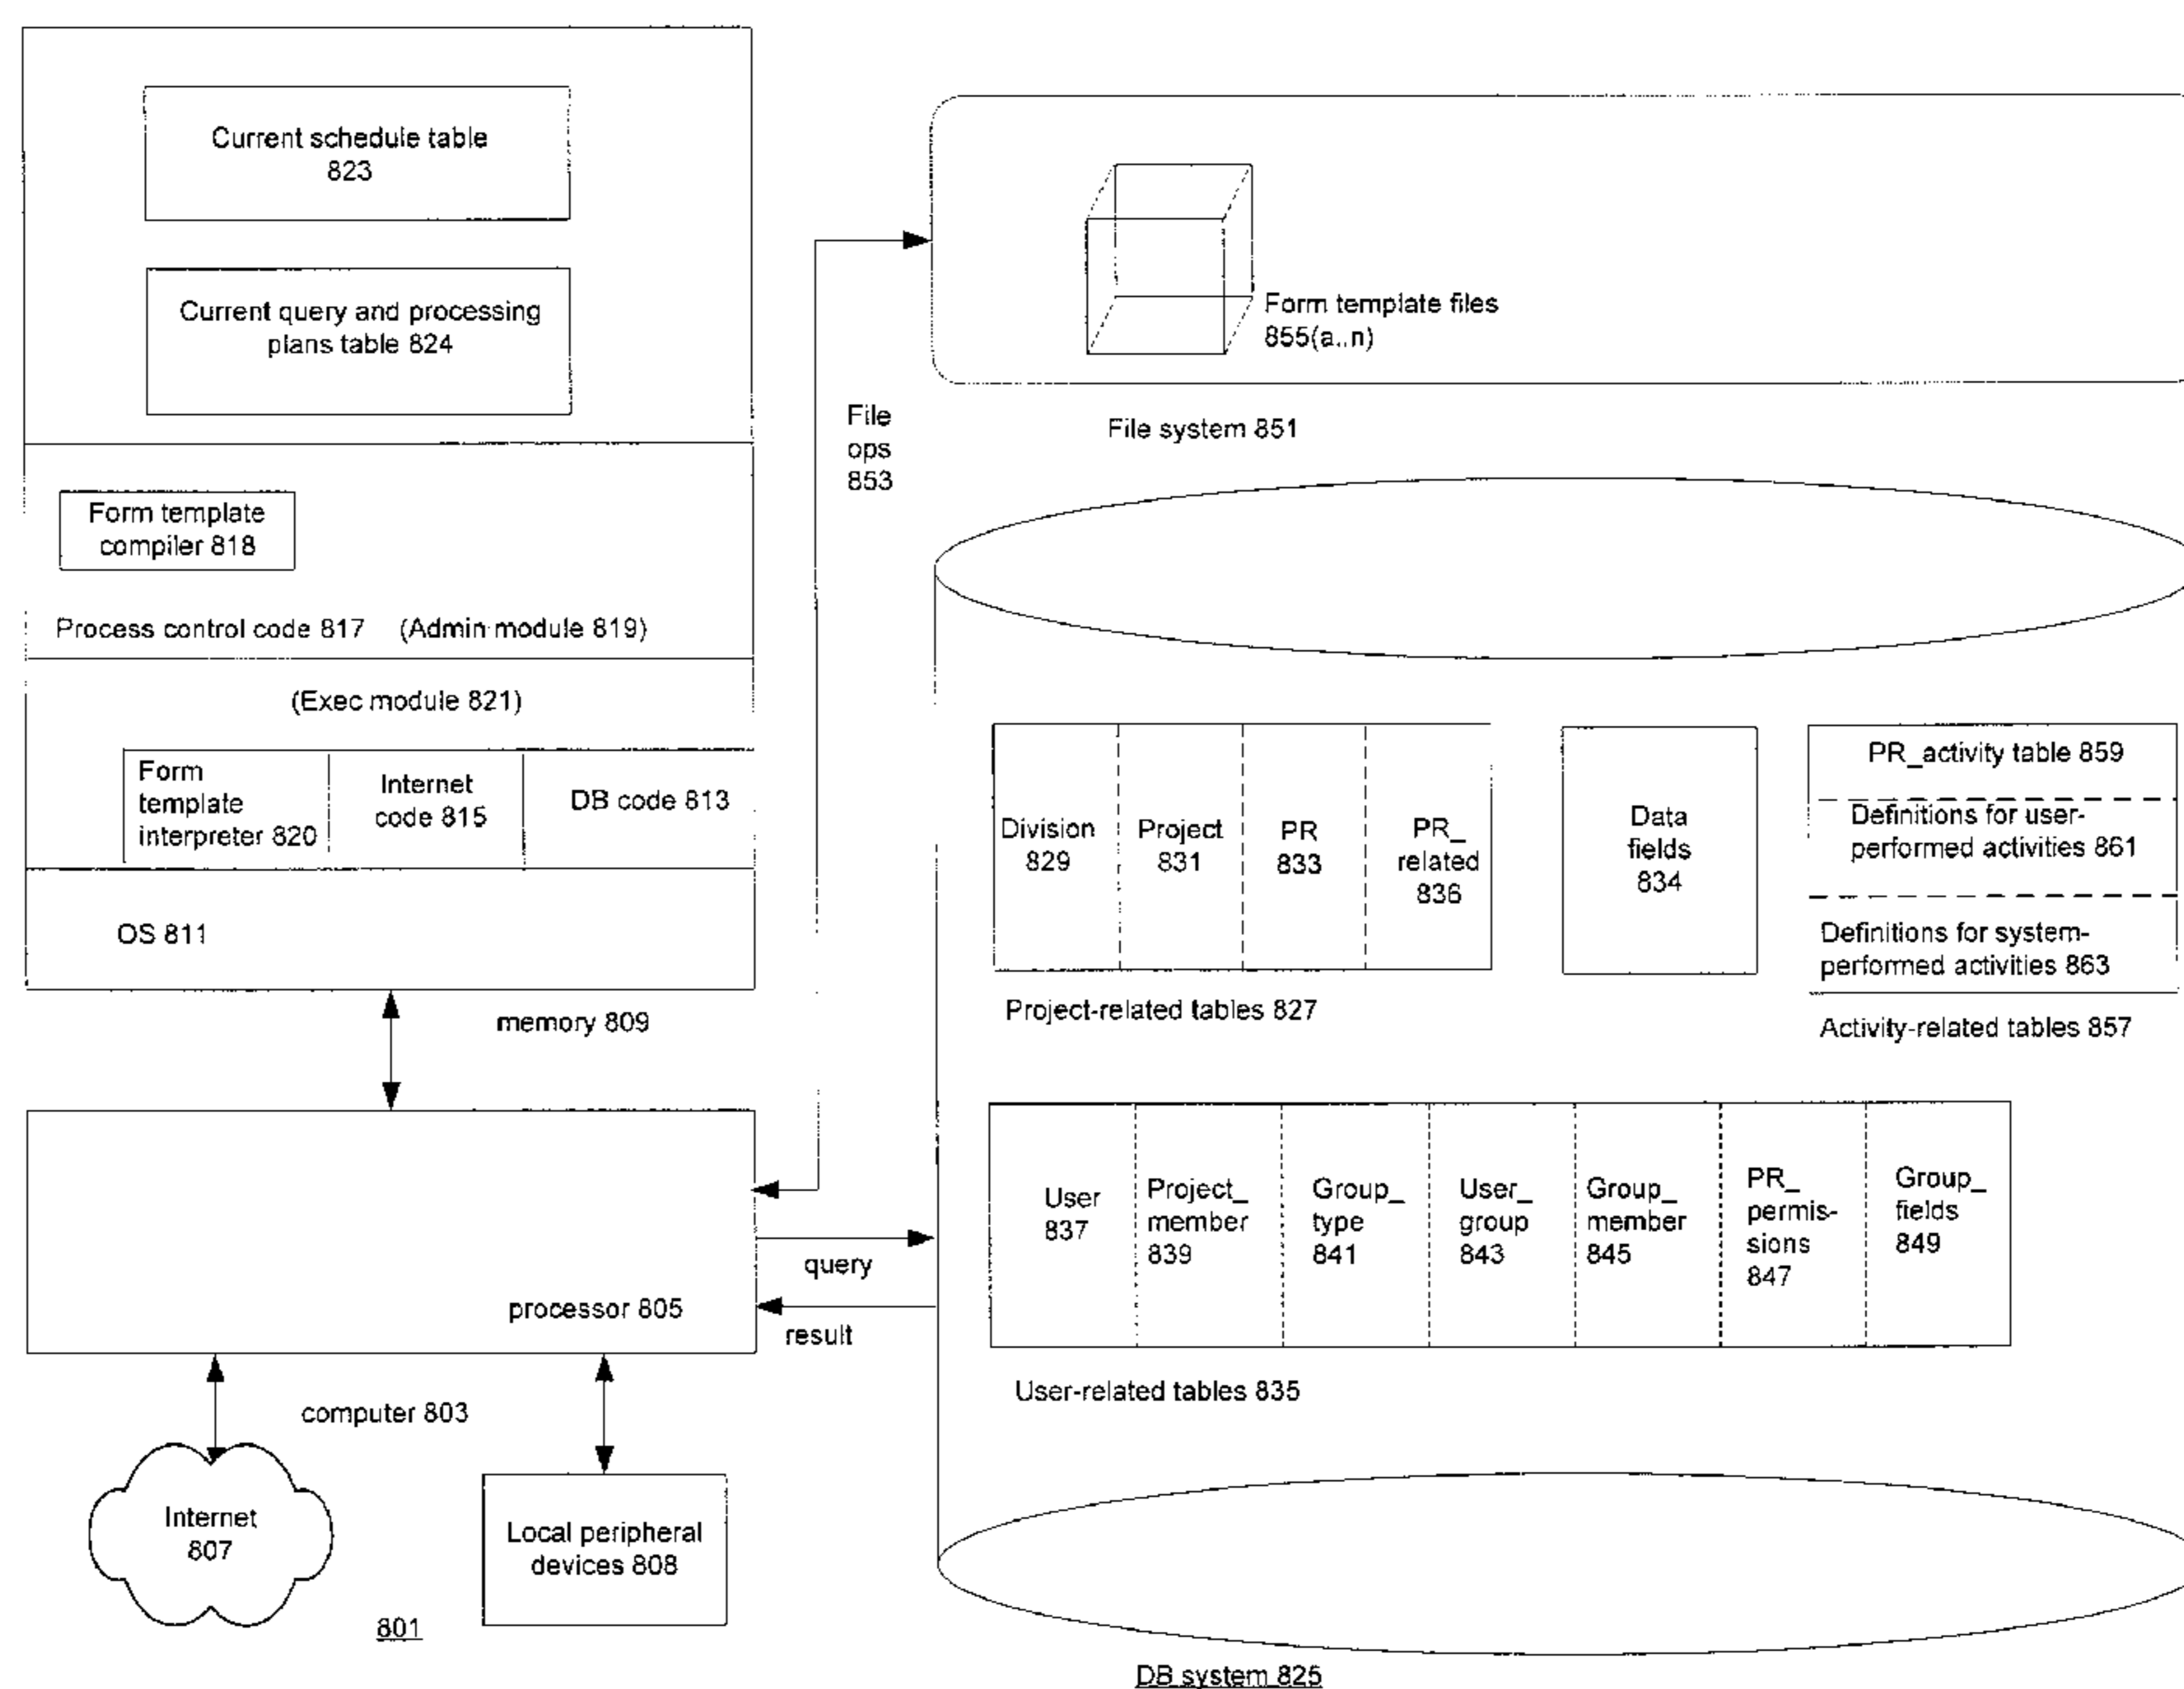 Current schedule table
823
Current query and processing
plans table 824
Form template
compiler 818
Process control code 817 (Admin module 819)
(Exec module 821)
Form
template
interpreter 820
Internet
code 815
DB code 813
OS 811
memory 809
processor 805
computer 803
Internet
807
Local peripheral
devices 808
801
File
ops
853
query
result
Form template files
855(a..n)
File system 851
Division
829
Project
831
PR
833
PR_
related
836
Project-related tables 827
Data
fields
834
PR_activity table 859
Definitions for user-
performed activities 861
Definitions for system-
performed activities 863
Activity-related tables 857
User
837
Project_
member
839
Group_
type
841
User_
group
843
Group_
member
845
PR_
permis-
sions
847
Group_
fields
849
User-related tables 835
DB system 825